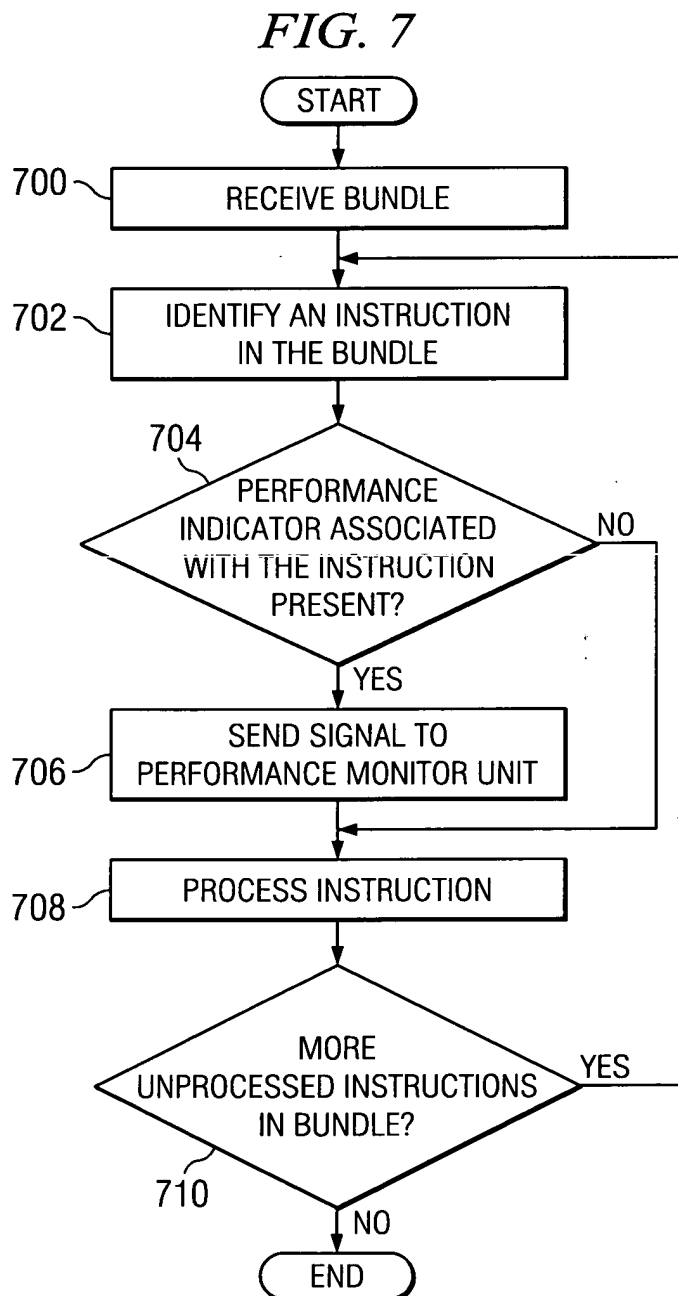 FIG. 7
START
700
RECEIVE BUNDLE
702
IDENTIFY AN INSTRUCTION
IN THE BUNDLE
704
PERFORMANCE
INDICATOR ASSOCIATED
WITH THE INSTRUCTION
PRESENT?
NO
YES
706
SEND SIGNAL TO
PERFORMANCE MONITOR UNIT
708
PROCESS INSTRUCTION
MORE
UNPROCESSED INSTRUCTIONS
IN BUNDLE?
YES
710
NO
END